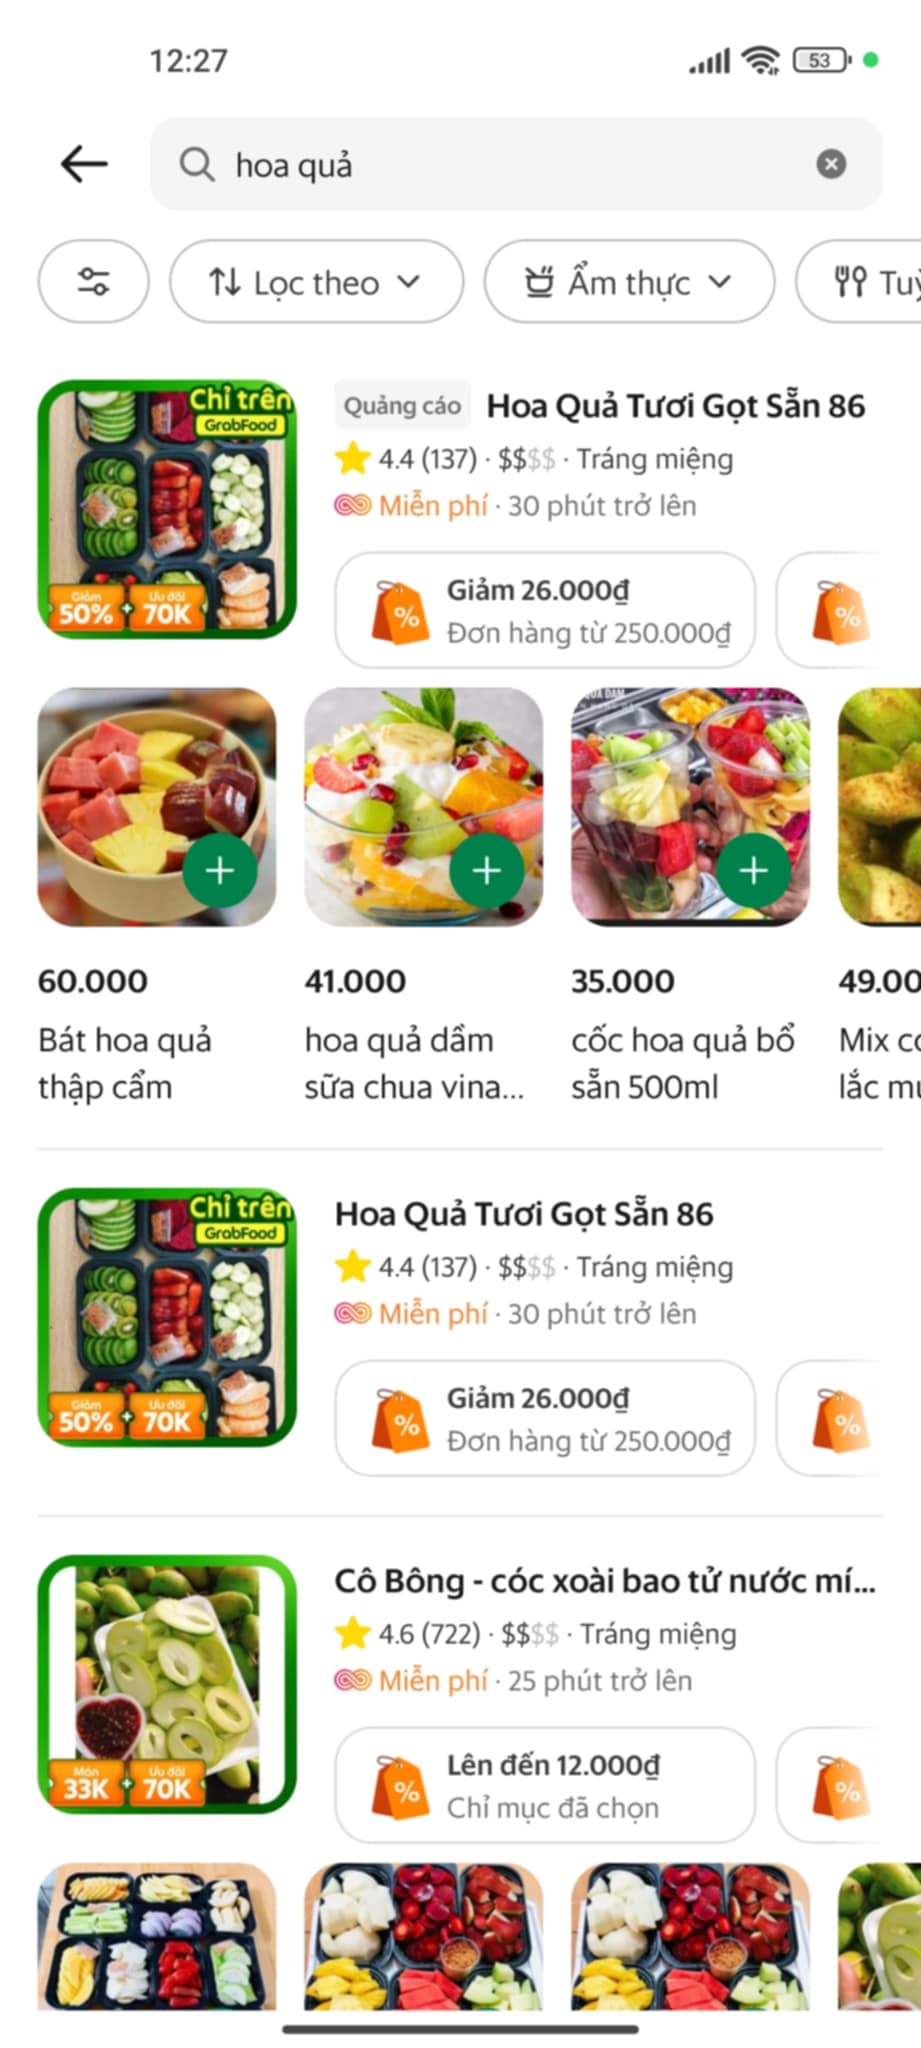 12:27
53
hoa quả
Lọc theo
Ẩm thực
Chỉ trên
GrabFood
Giảm
50%
+
Ưu đãi
70K
Quảng cáo
Hoa Quả Tươi Gọt Sẵn 86
4.4 (137) · $$$$ · Tráng miệng
Miễn phí · 30 phút trở lên
%
Giảm 26.000₫
Đơn hàng từ 250.000₫
%
60.000
Bát hoa quả
thập cẩm
41.000
hoa quả dầm
sữa chua vina...
35.000
cốc hoa quả bổ
sẵn 500ml
Mix
lắc
Chỉ trên
GrabFood
Giảm
50%
+
Ưu đãi
70K
Hoa Quả Tươi Gọt Sẵn 86
4.4 (137) · $$$$ · Tráng miệng
Miễn phí · 30 phút trở lên
%
Giảm 26.000₫
Đơn hàng từ 250.000₫
%
Món
33K
+
Ưu đãi
70K
Cô Bông - cóc xoài bao tử nước mí...
4.6 (722) · $$$$ · Tráng miệng
Miễn phí · 25 phút trở lên
%
Lên đến 12.000₫
Chỉ mục đã chọn
%